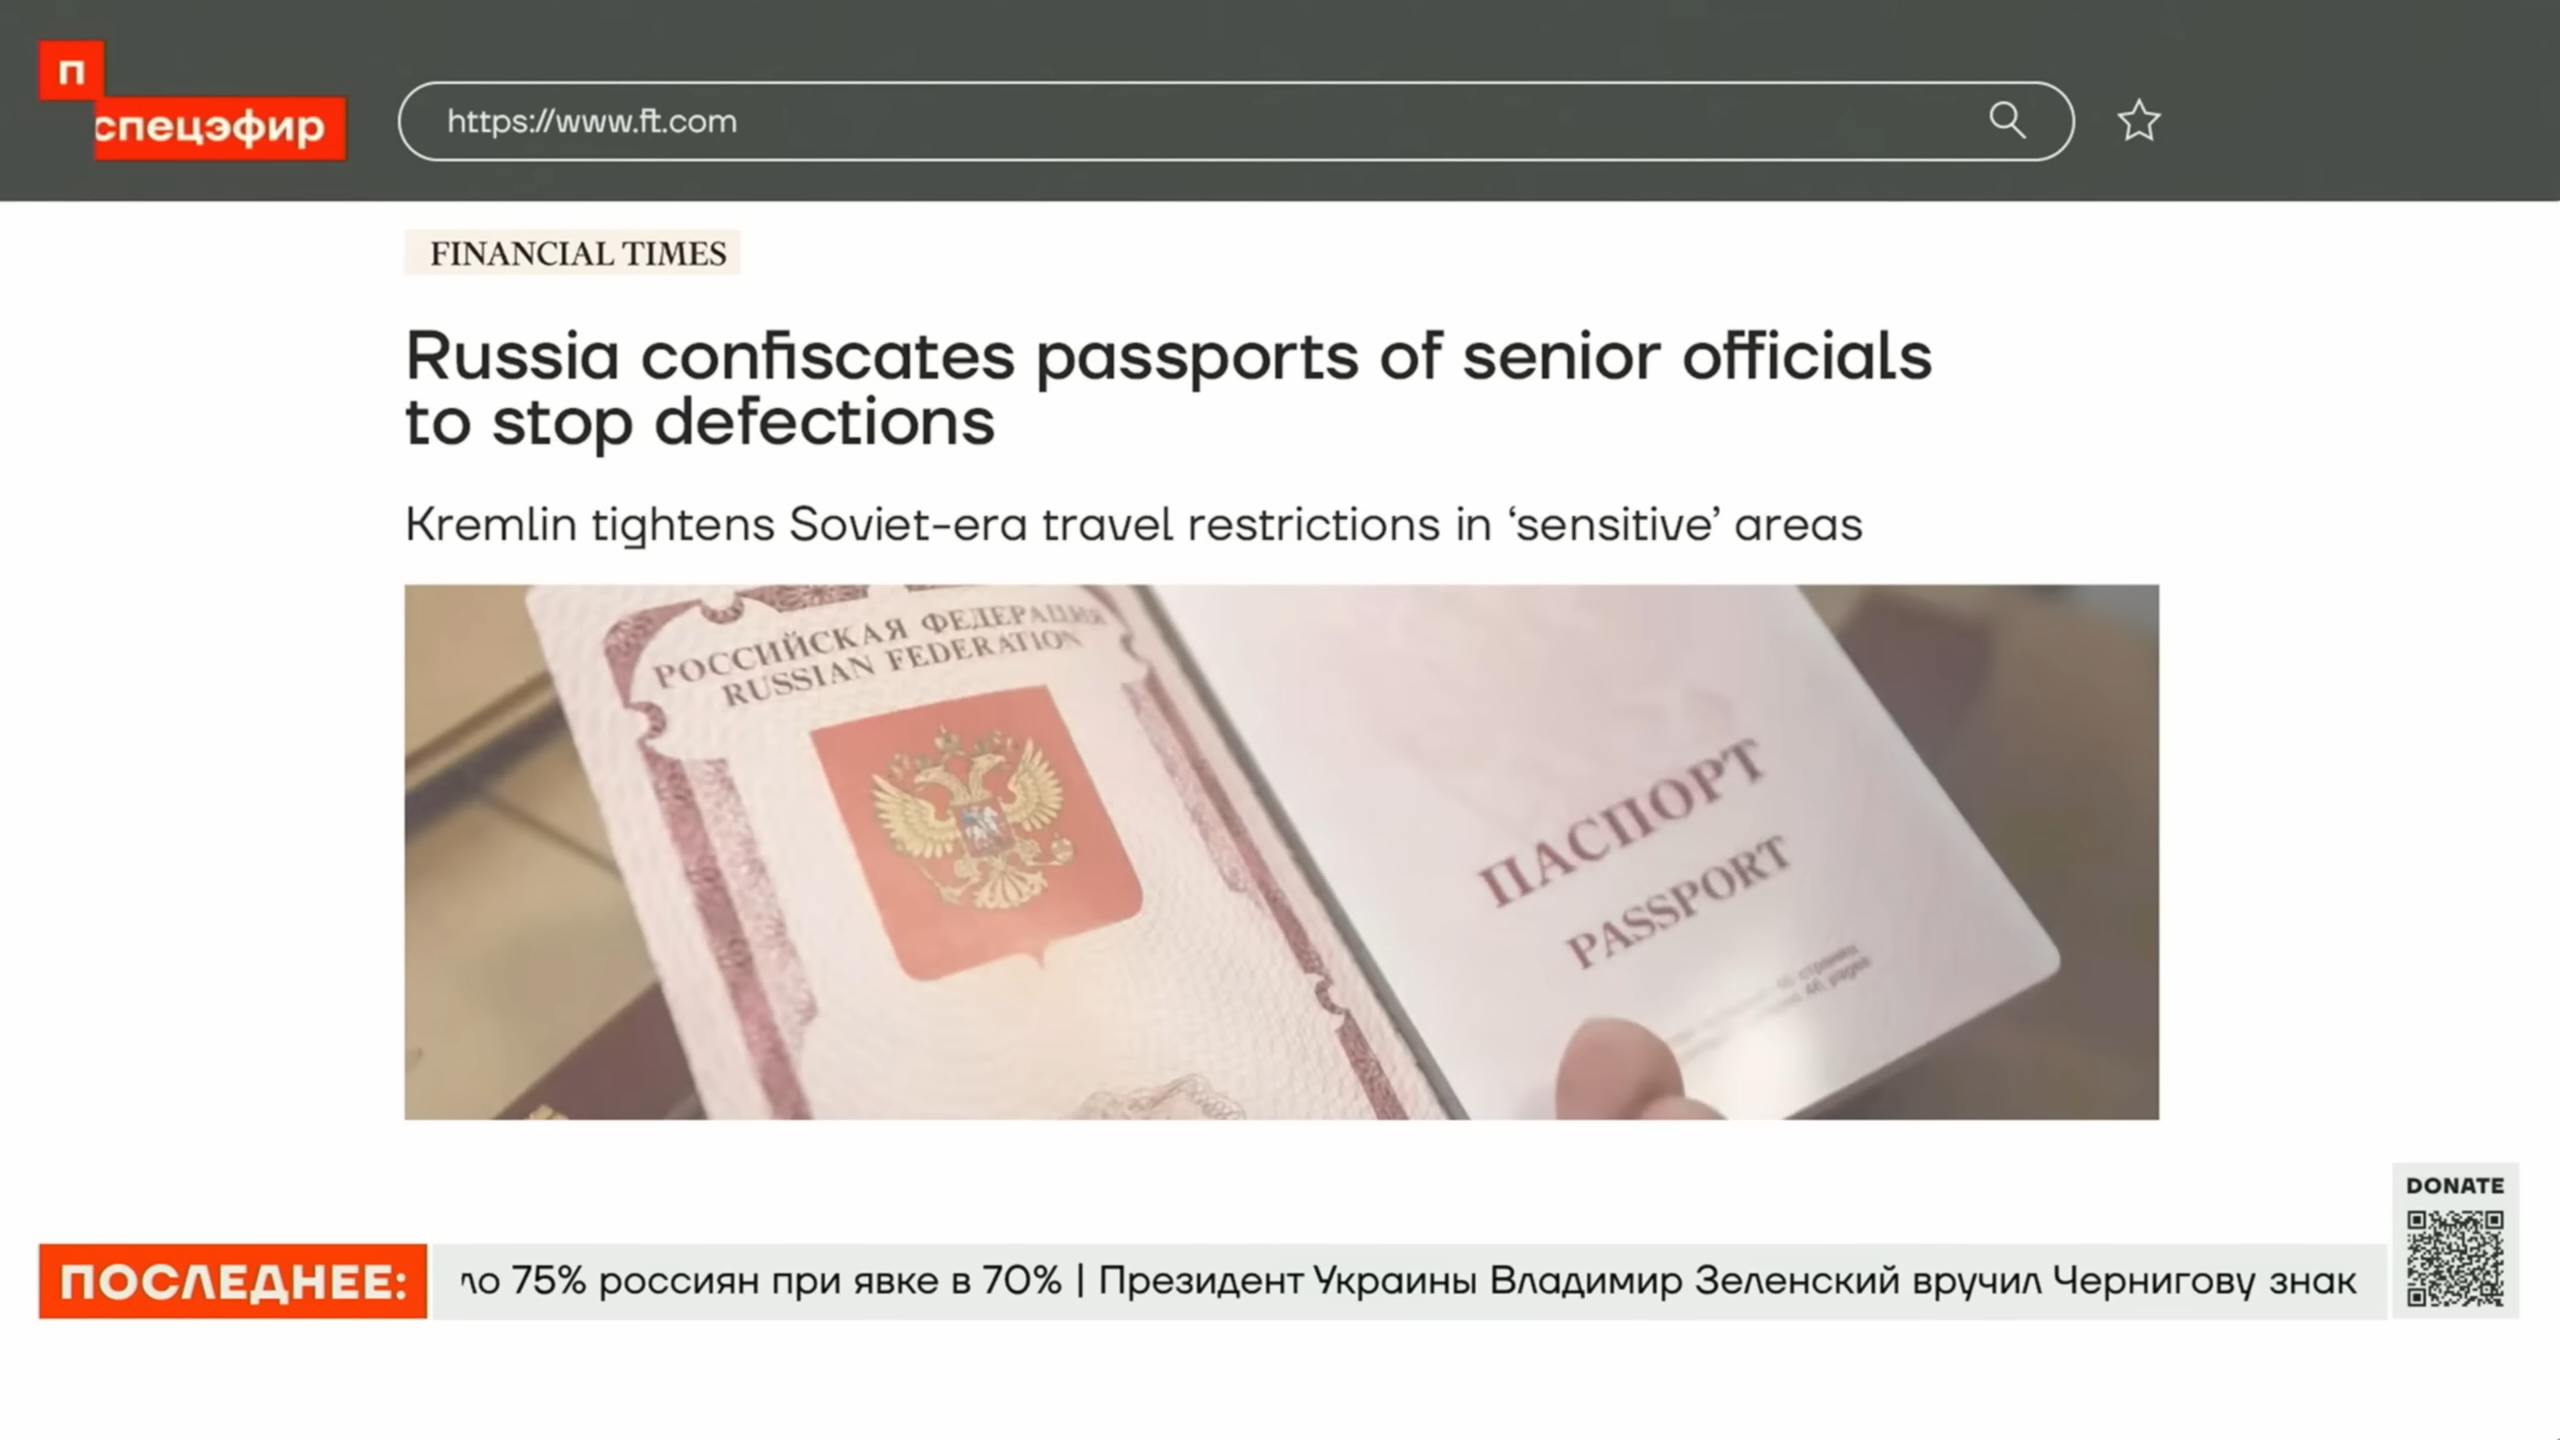 П
спецэфир
https://www.ft.com
FINANCIAL TIMES
Russia confiscates passports of senior officials
to stop defections
Kremlin tightens Soviet-era travel restrictions in ‘sensitive’ areas
РОССИЙСКАЯ ФЕДЕРАЦИЯ
RUSSIAN FEDERATION
ПАСПОРТ
PASSPORT
DONATE
ПОСЛЕДНЕЕ:
75% россиян при явке в 70% | Президент Украины Владимир Зеленский вручил Чернигову знак